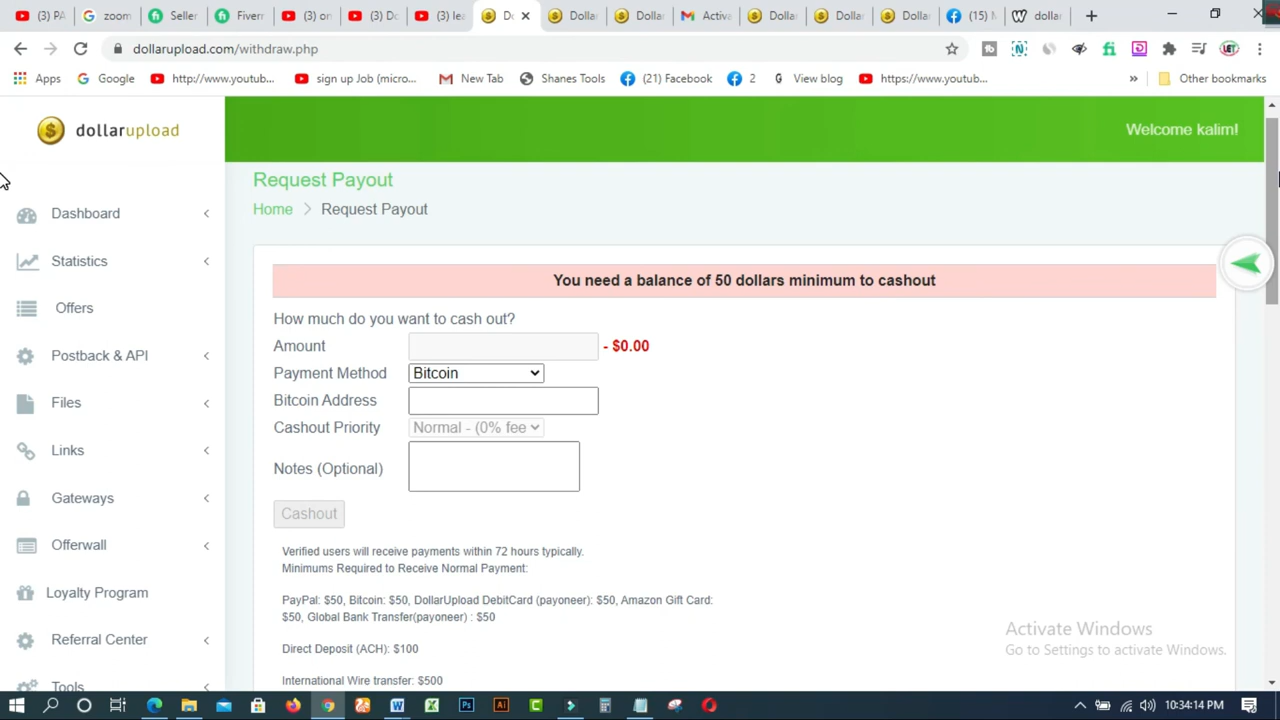 (3) PA
zoom
Seller
Fiverr
(3) or
(3) Do
(3) lea
Do
Dollar
Dollar
Activa
Dollar
Dollar
Dollar
(15) M
dollar
dollarupload.com/withdraw.php
Apps
Google
http://www.youtub...
sign up Job (micro...
New Tab
Shanes Tools
(21) Facebook
2
View blog
https://www.youtub...
Other bookmarks
dollarupload
Welcome kalim!
Request Payout
Home > Request Payout
Dashboard
Statistics
Offers
Postback & API
Files
Links
Gateways
Offerwall
Loyalty Program
Referral Center
Tools
You need a balance of 50 dollars minimum to cashout
How much do you want to cash out?
Amount - $0.00
Payment Method Bitcoin
Bitcoin Address
Cashout Priority Normal - (0% fee
Notes (Optional)
Cashout
Verified users will receive payments within 72 hours typically.
Minimums Required to Receive Normal Payment:
PayPal: $50, Bitcoin: $50, DollarUpload DebitCard (payoneer): $50, Amazon Gift Card:
$50, Global Bank Transfer(payoneer) : $50
Direct Deposit (ACH): $100
International Wire transfer: $500
Activate Windows
Go to Settings to activate Windows.
10:34:14 PM